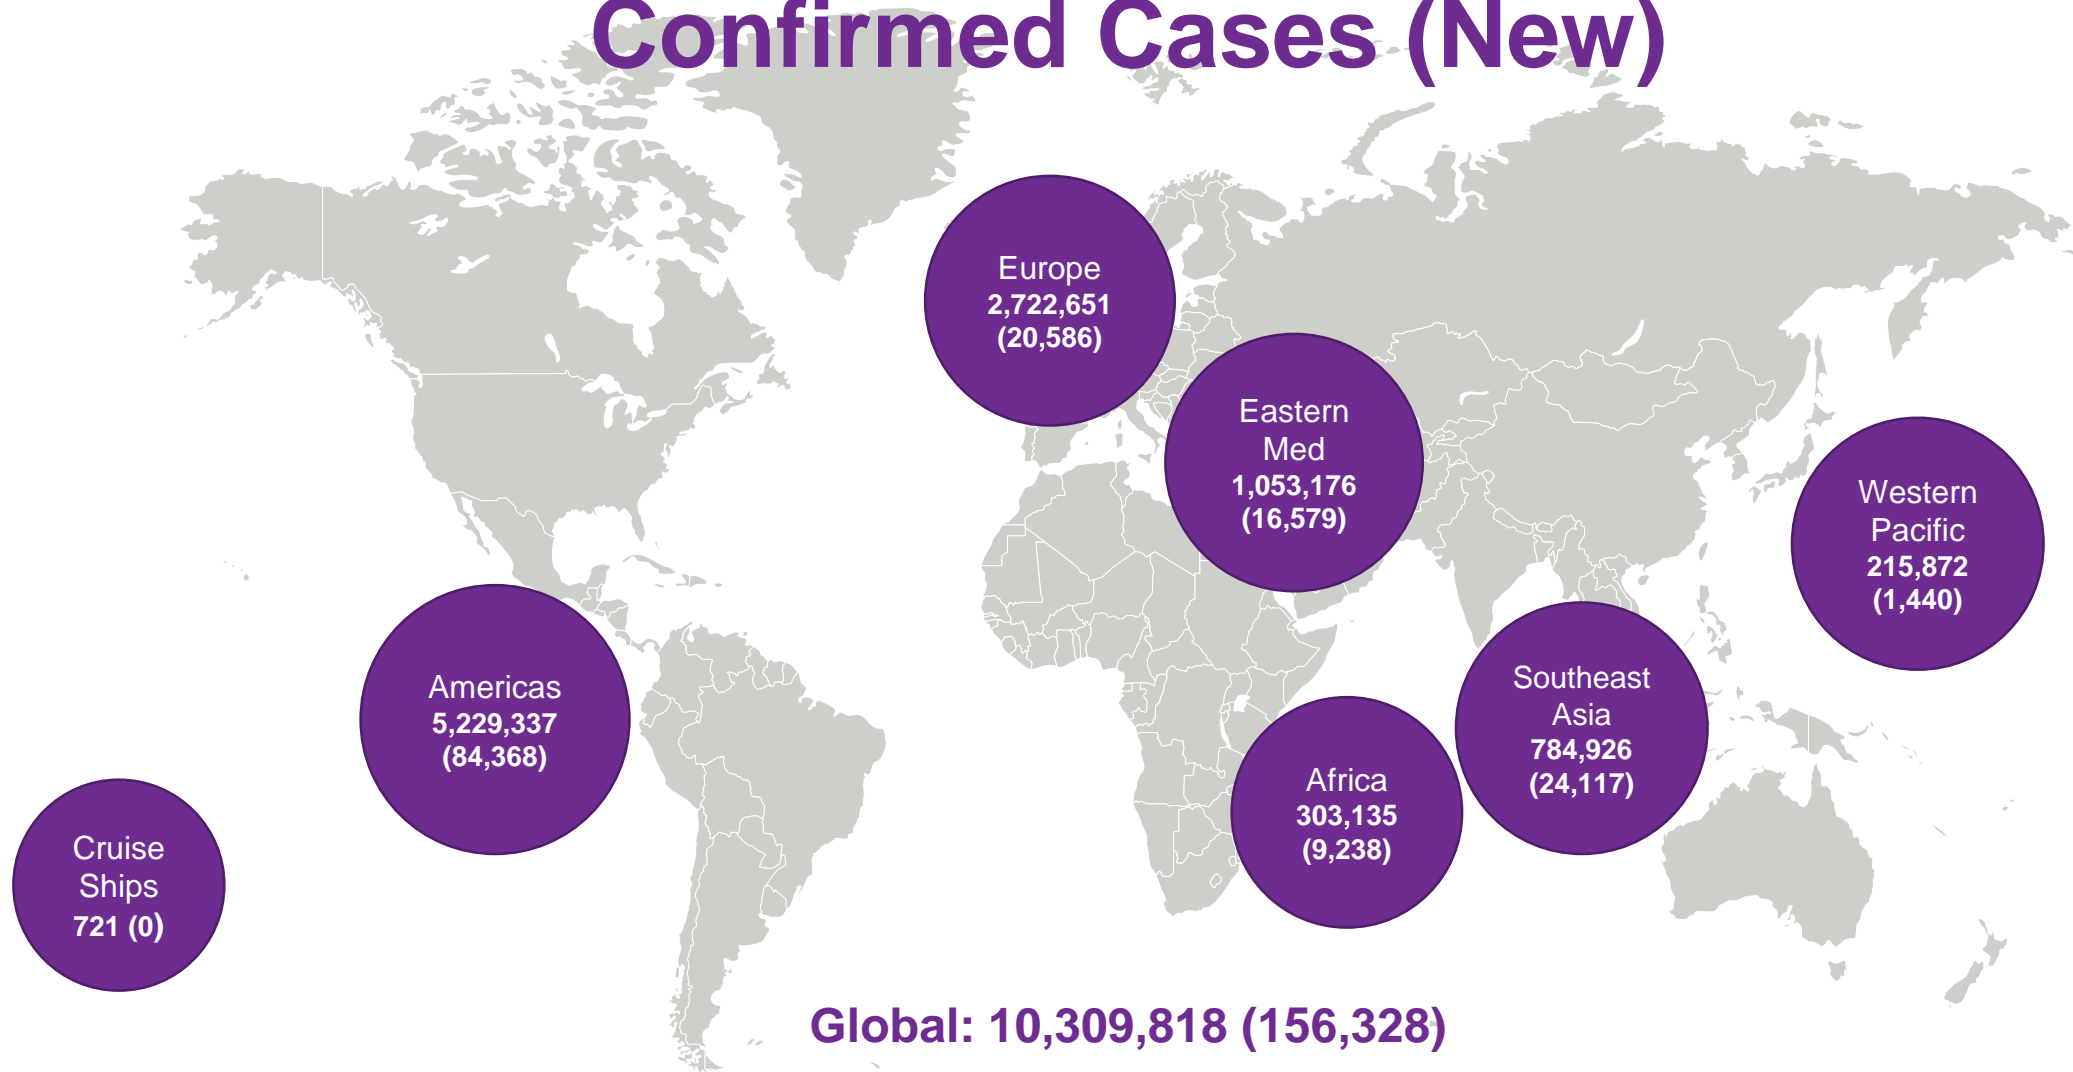 Confirmed Cases (New)
Europe
2,722,651
(20,586)
Eastern
Med
1,053,176
(16,579)
Western
Pacific
215,872
(1,440)
Americas
5,229,337
(84,368)
Southeast
Asia
784,926
(24,117)
Africa
303,135
(9,238)
Cruise
Ships
721 (0)
Global: 10,309,818 (156,328)